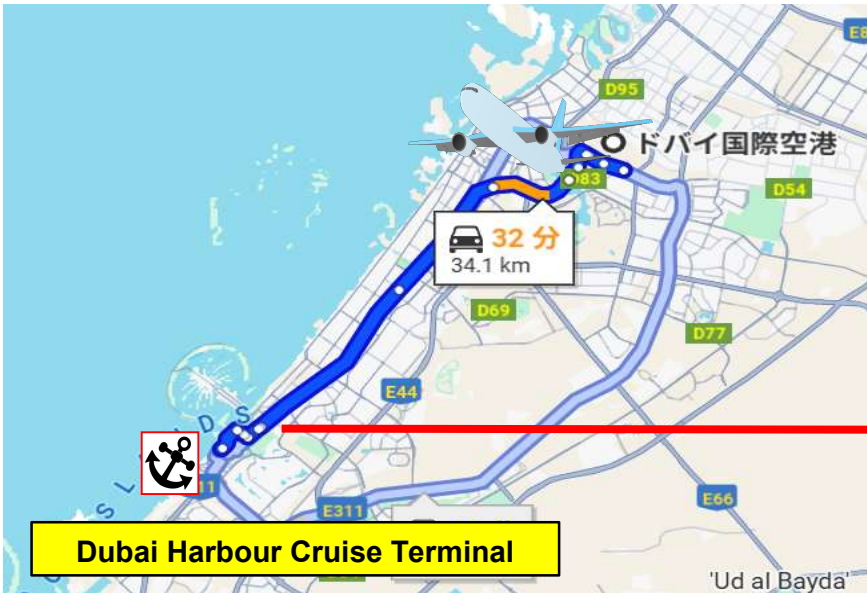 E8
D95
ドバイ国際空港
D83
D54
32 分
34.1 km
D69
D77
E44
S L A N D S
11
E311
E66
Dubai Harbour Cruise Terminal
'Ud al Bayda'